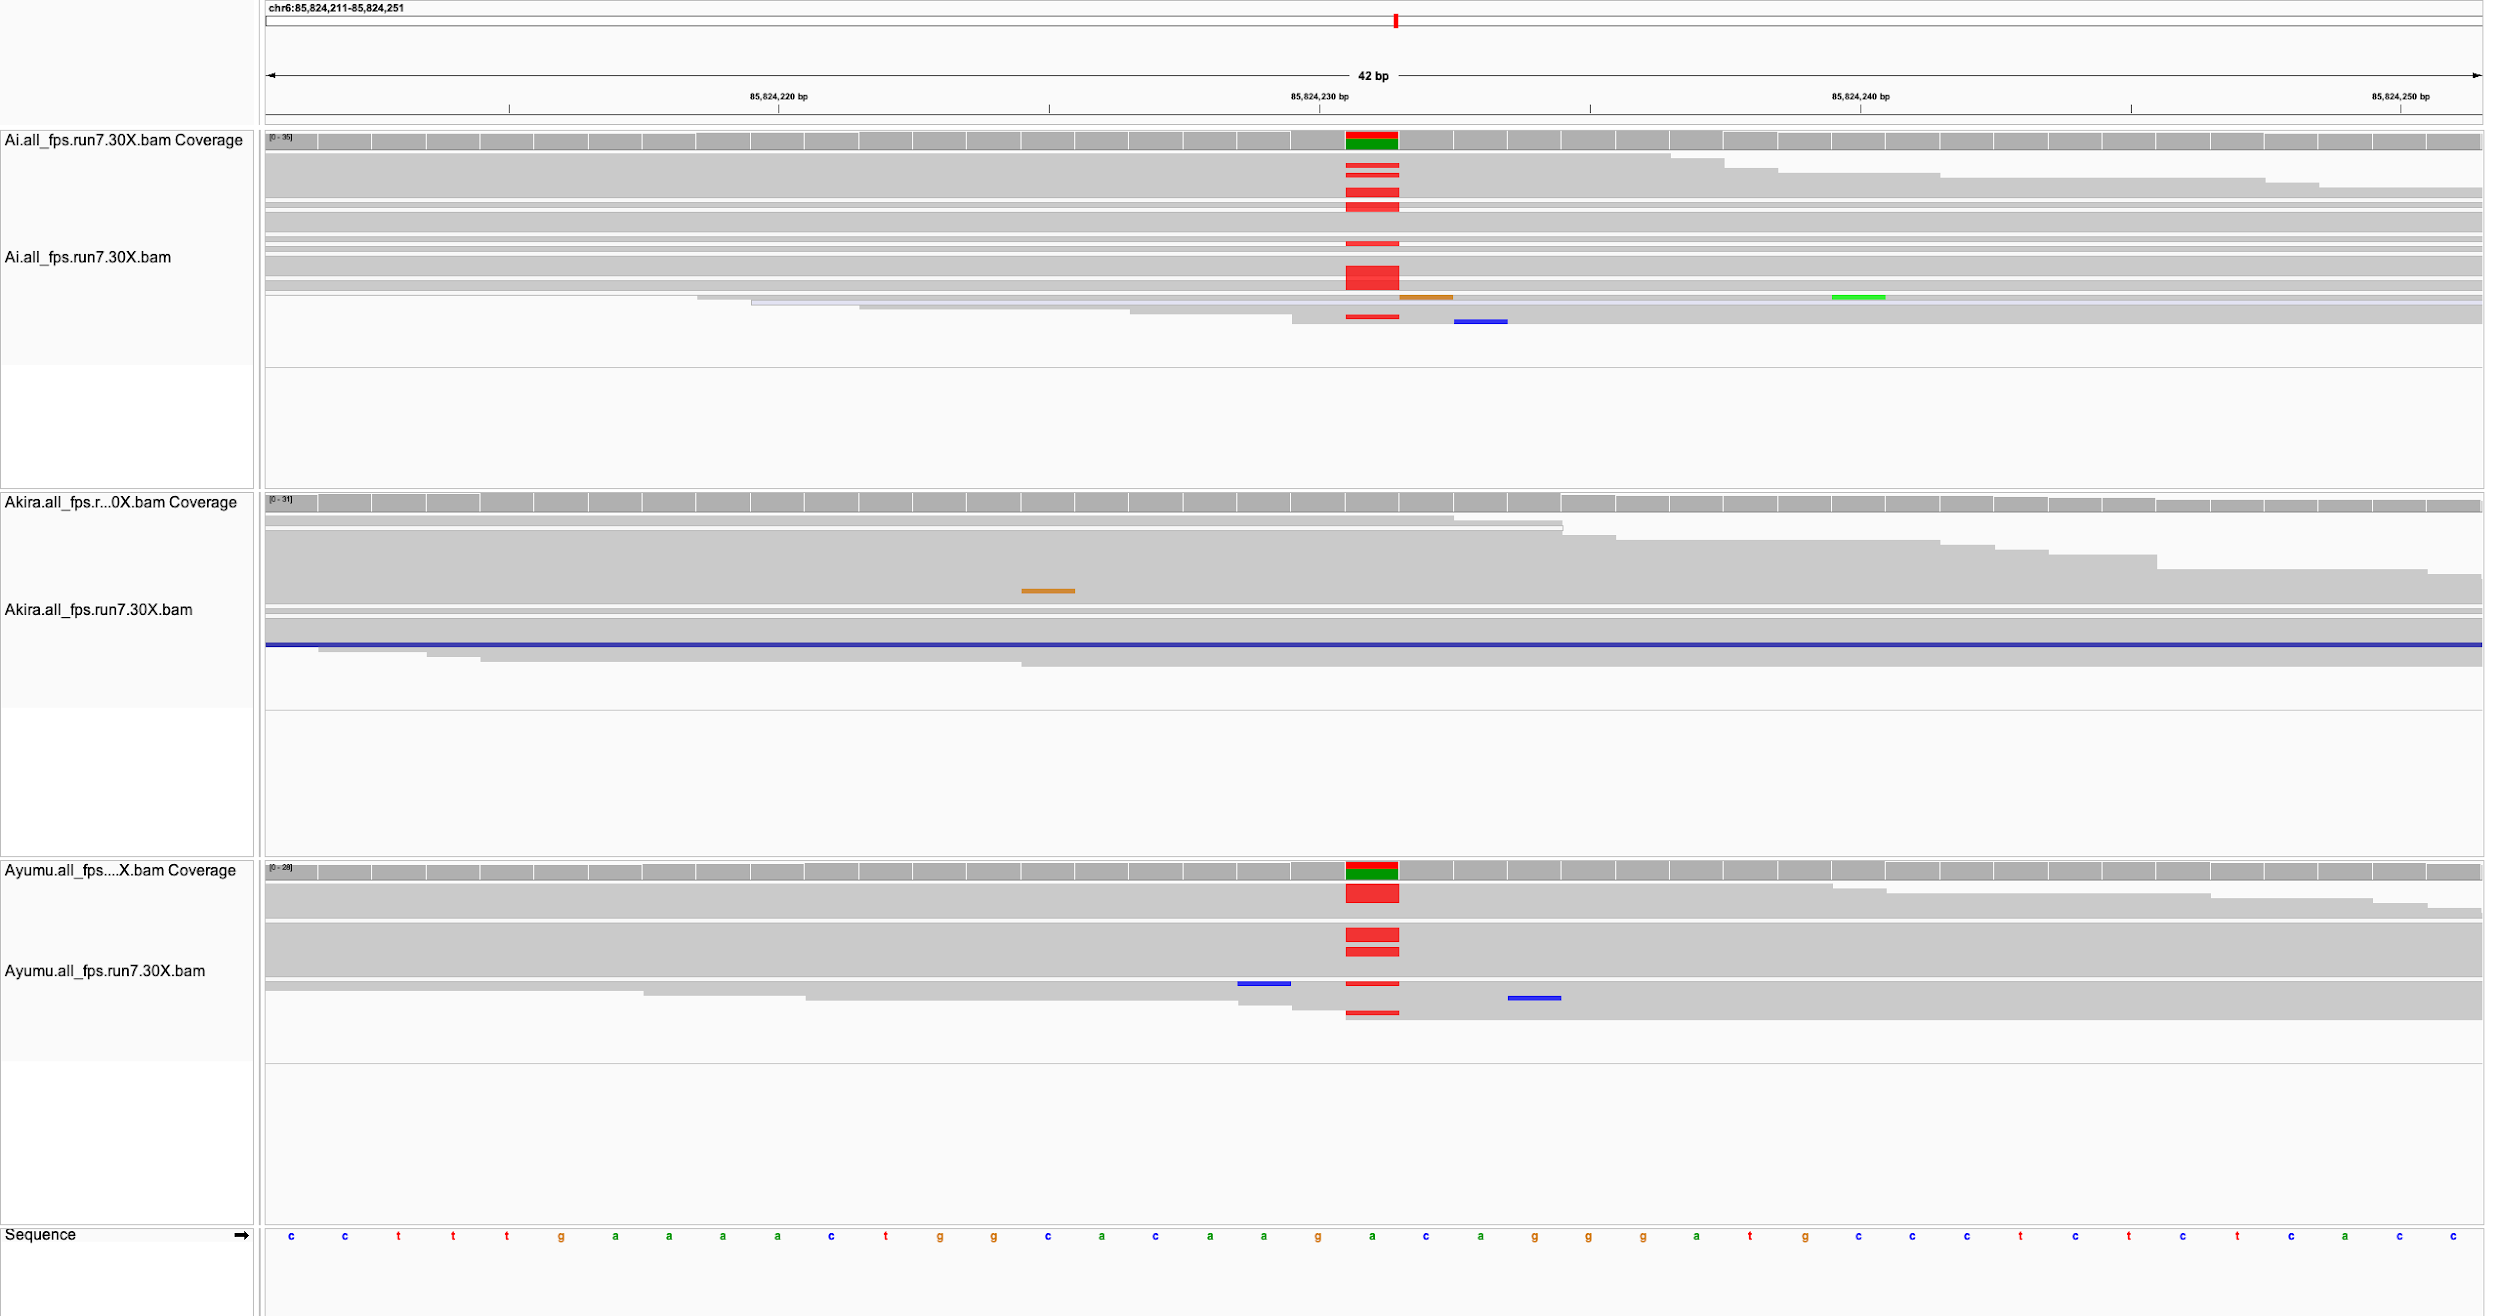 chr6:85,824,211-85,824,251
42 bp
85,824,220 bp 85,824,230 bp 85,824,240 bp 85,824,250 bp
Ai.all_fps.run7.30X.bam Coverage
[0 - 35]
Ai.all_fps.run7.30X.bam
Akira.all_fps.r...0X.bam Coverage
[0 - 31]
Akira.all_fps.run7.30X.bam
Ayumu.all_fps....X.bam Coverage
[0 - 28]
Ayumu.all_fps.run7.30X.bam
Sequence c c t t t g a a a a c t g g c a c a a g a c a g g g a t g c c c t c t c t c a c c